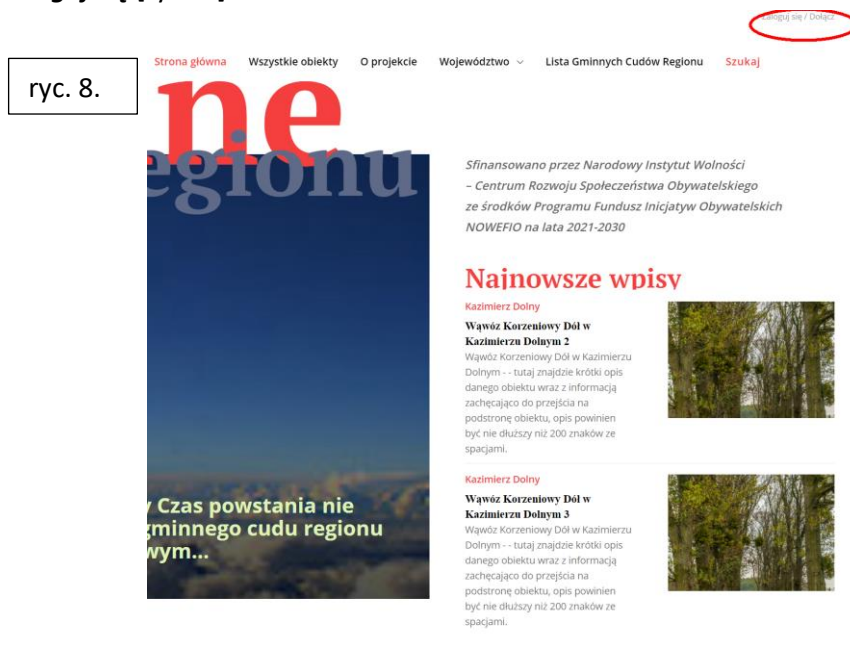 Zaloguj się / Dołącz
Strona główna Wszystkie obiekty O projekcie Województwo Lista Gminnych Cudów Regionu Szukaj
ryc. 8.
ne
egionu
Sfinansowano przez Narodowy Instytut Wolności
– Centrum Rozwoju Społeczeństwa Obywatelskiego
ze środków Programu Fundusz Inicjatyw Obywatelskich
NOWEFIO na lata 2021-2030
Najnowsze wpisy
Kazimierz Dolny
Wąwóz Korzeniowy Dół w
Kazimierzu Dolnym 2
Wąwóz Korzeniowy Dół w Kazimierzu
Dolnym - - tutaj znajdzie krótki opis
danego obiektu wraz z informacją
zachęcająco do przejścia na
podstronę obiektu, opis powinien
być nie dłuższy niż 200 znaków ze
spacjami.
Kazimierz Dolny
Wąwóz Korzeniowy Dół w
Kazimierzu Dolnym 3
Wąwóz Korzeniowy Dół w Kazimierzu
Dolnym - - tutaj znajdzie krótki opis
danego obiektu wraz z informacją
zachęcająco do przejścia na
podstronę obiektu, opis powinien
być nie dłuższy niż 200 znaków ze
spacjami.
y Czas powstania nie
gminnego cudu regionu
wym...